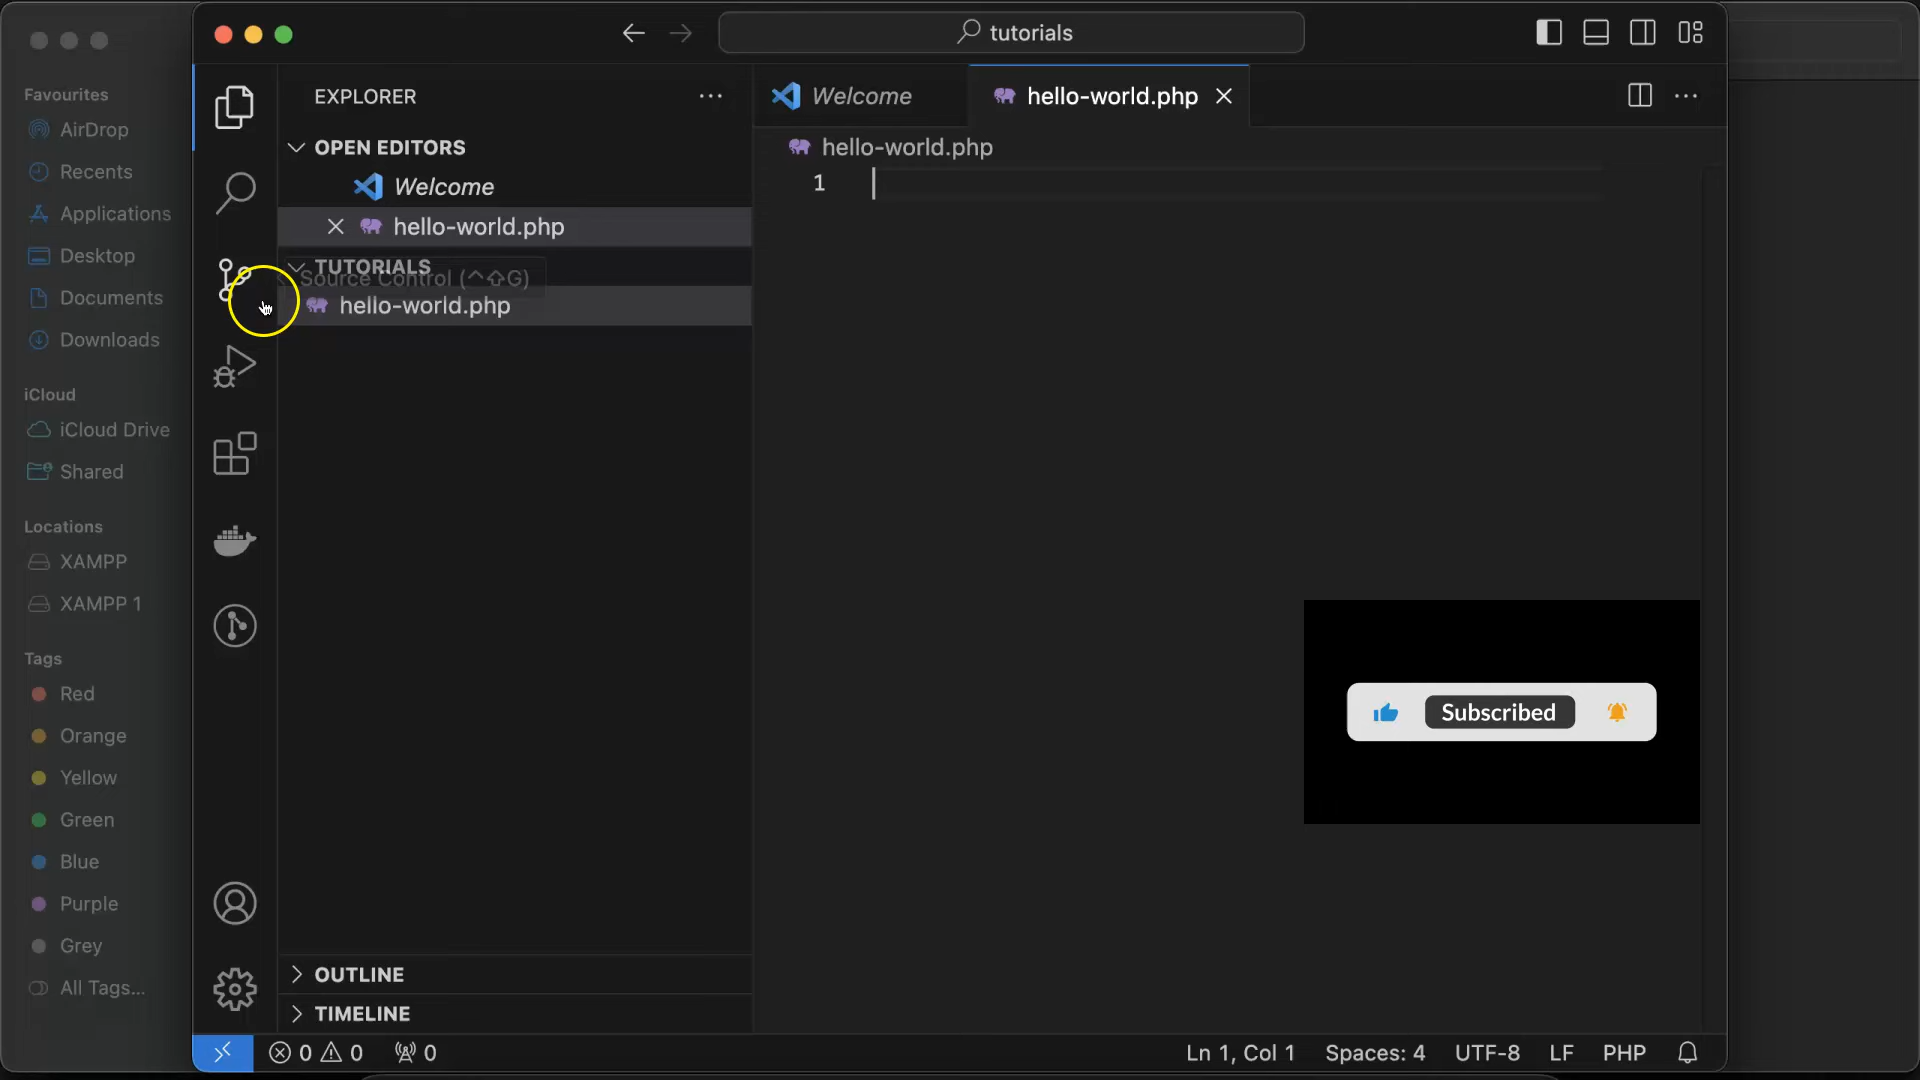 tutorials
Favourites
AirDrop
Recents
Applications
Desktop
Documents
Downloads
iCloud
iCloud Drive
Shared
Locations
XAMPP
XAMPP 1
Tags
Red
Orange
Yellow
Green
Blue
Purple
Grey
All Tags...
EXPLORER
OPEN EDITORS
Welcome
hello-world.php
TUTORIALS
Source Control (⌃⇧G)
hello-world.php
OUTLINE
TIMELINE
Welcome
hello-world.php
hello-world.php
1
Subscribed
0 0 0
Ln 1, Col 1 Spaces: 4 UTF-8 LF PHP